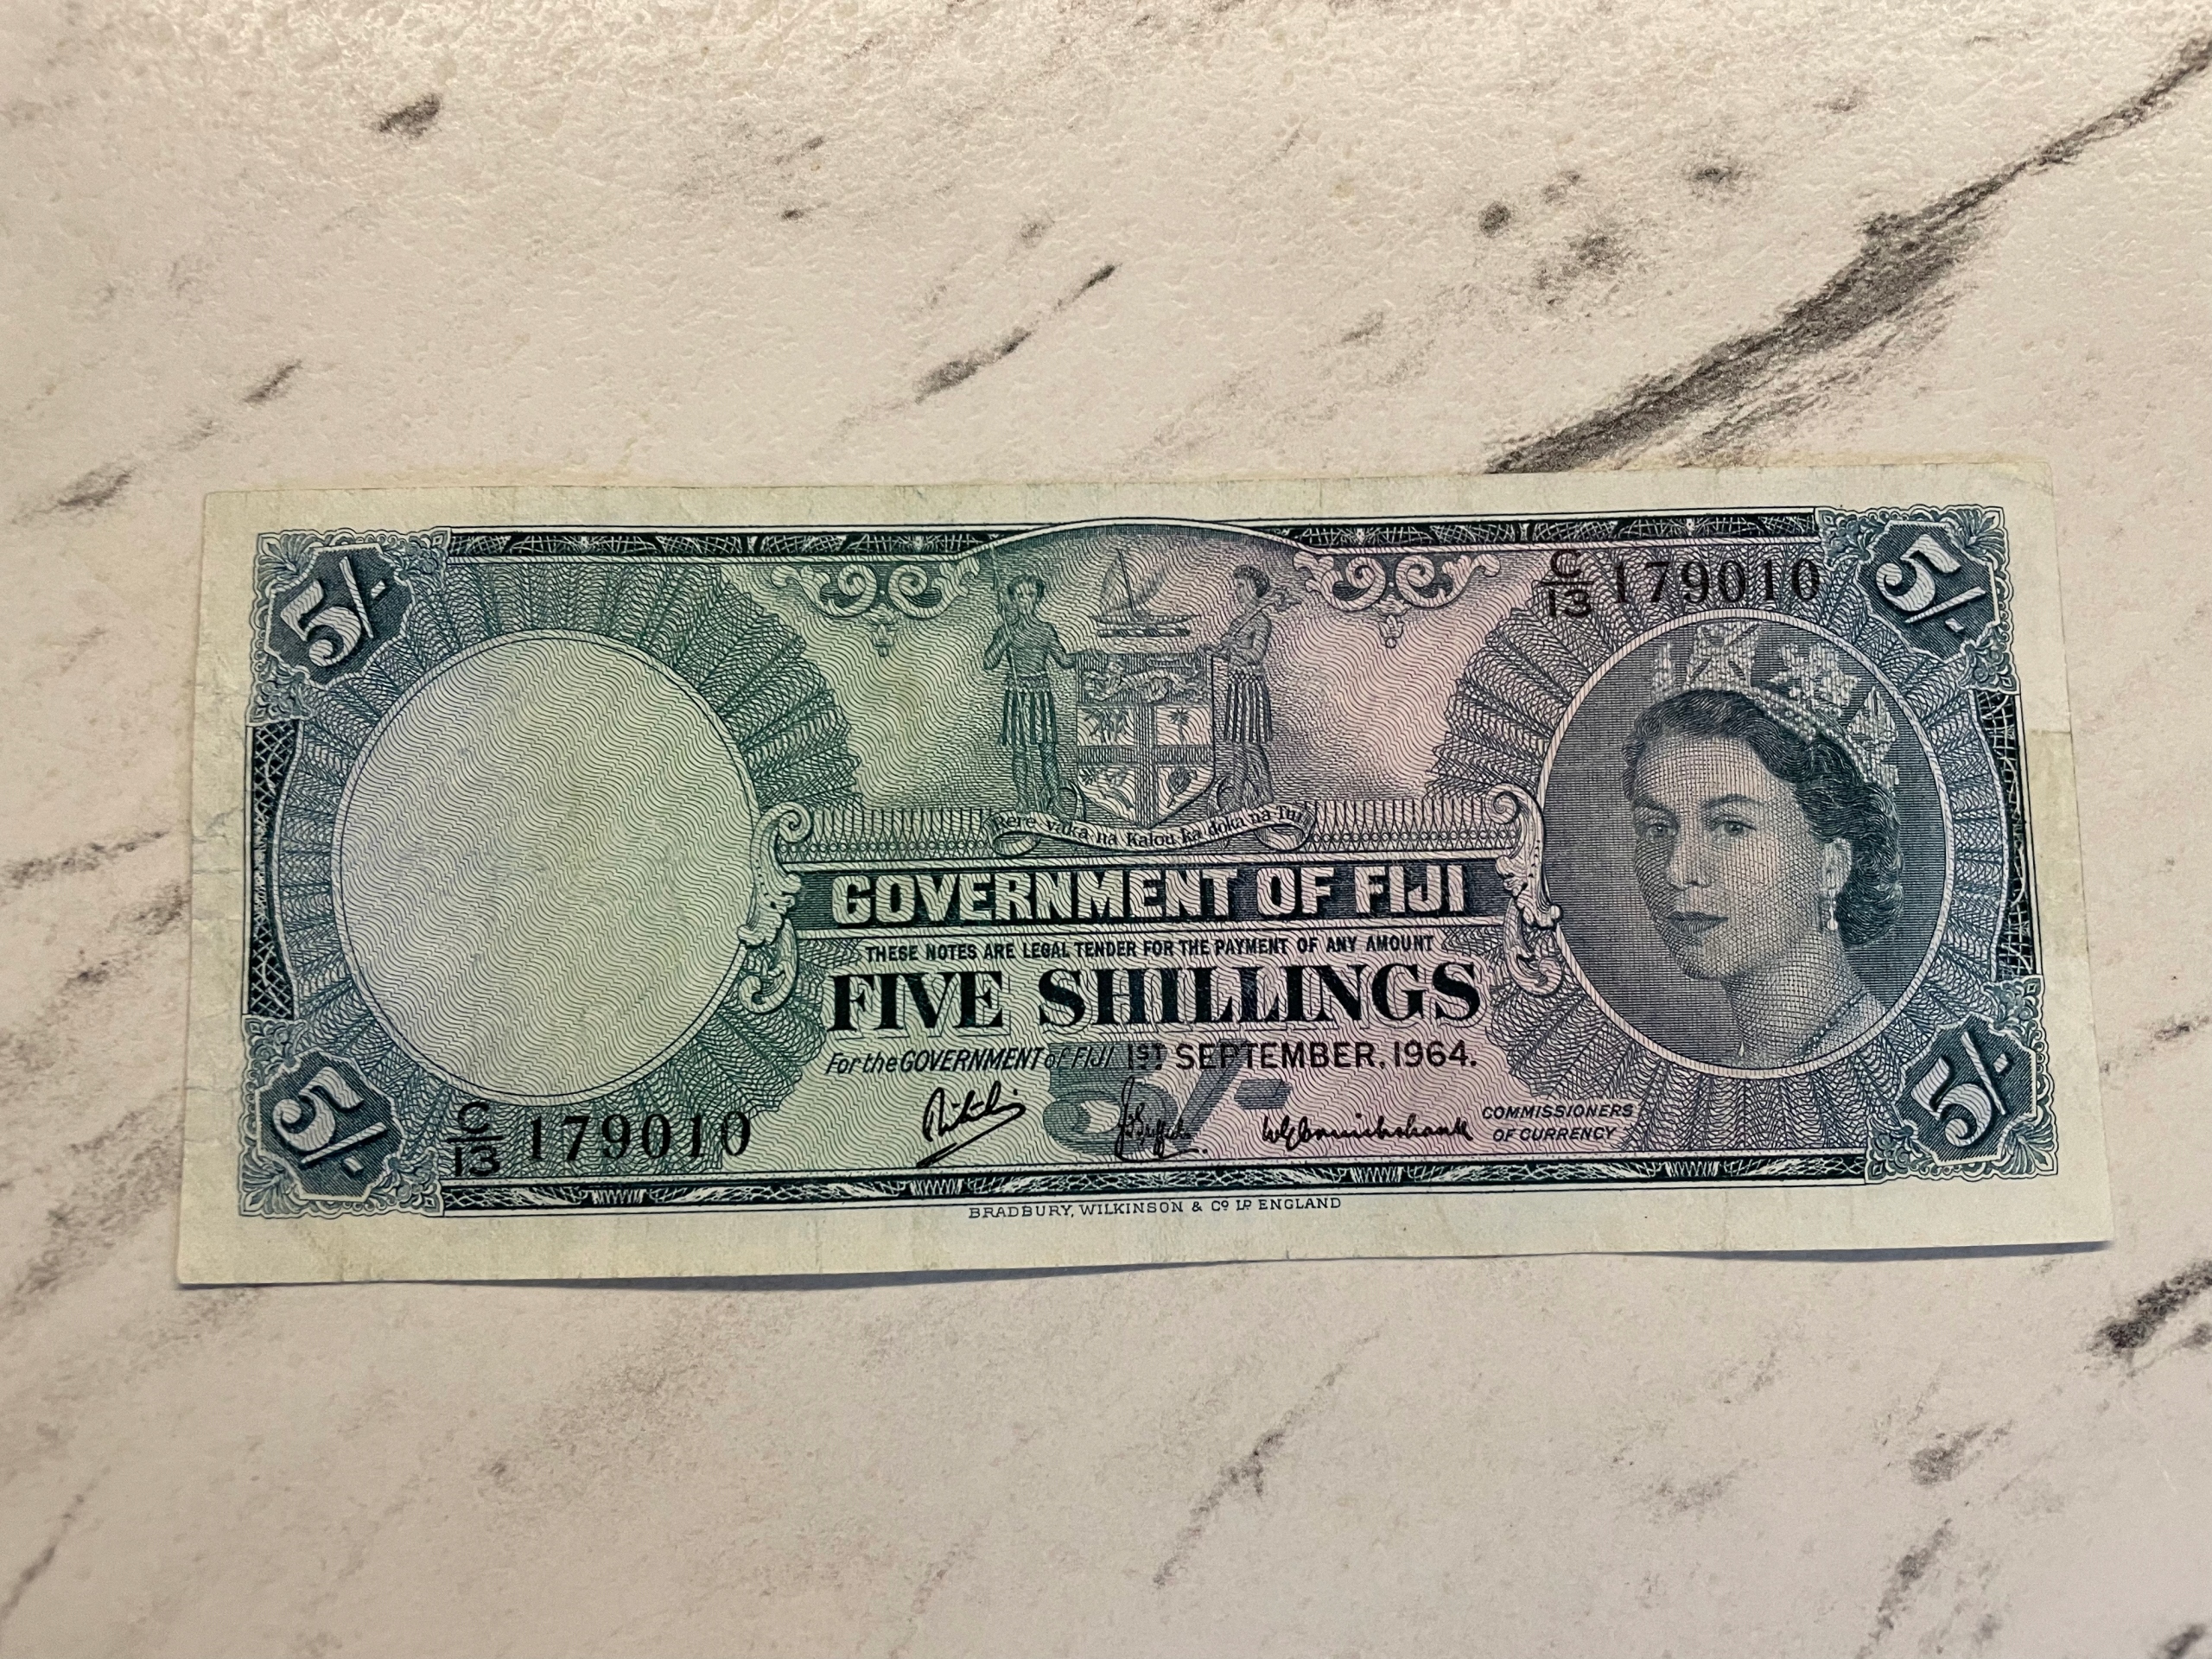 5/-
C/13 179010
5/-
Rere vaka na Kalou ka doka na Tui
GOVERNMENT OF FIJI
THESE NOTES ARE LEGAL TENDER FOR THE PAYMENT OF ANY AMOUNT
FIVE SHILLINGS
For the GOVERNMENT of FIJI 1ST SEPTEMBER, 1964.
5/-
COMMISSIONERS
OF CURRENCY
5/-
C/13 179010
5/-
BRADBURY, WILKINSON & Cº Lᴰ ENGLAND